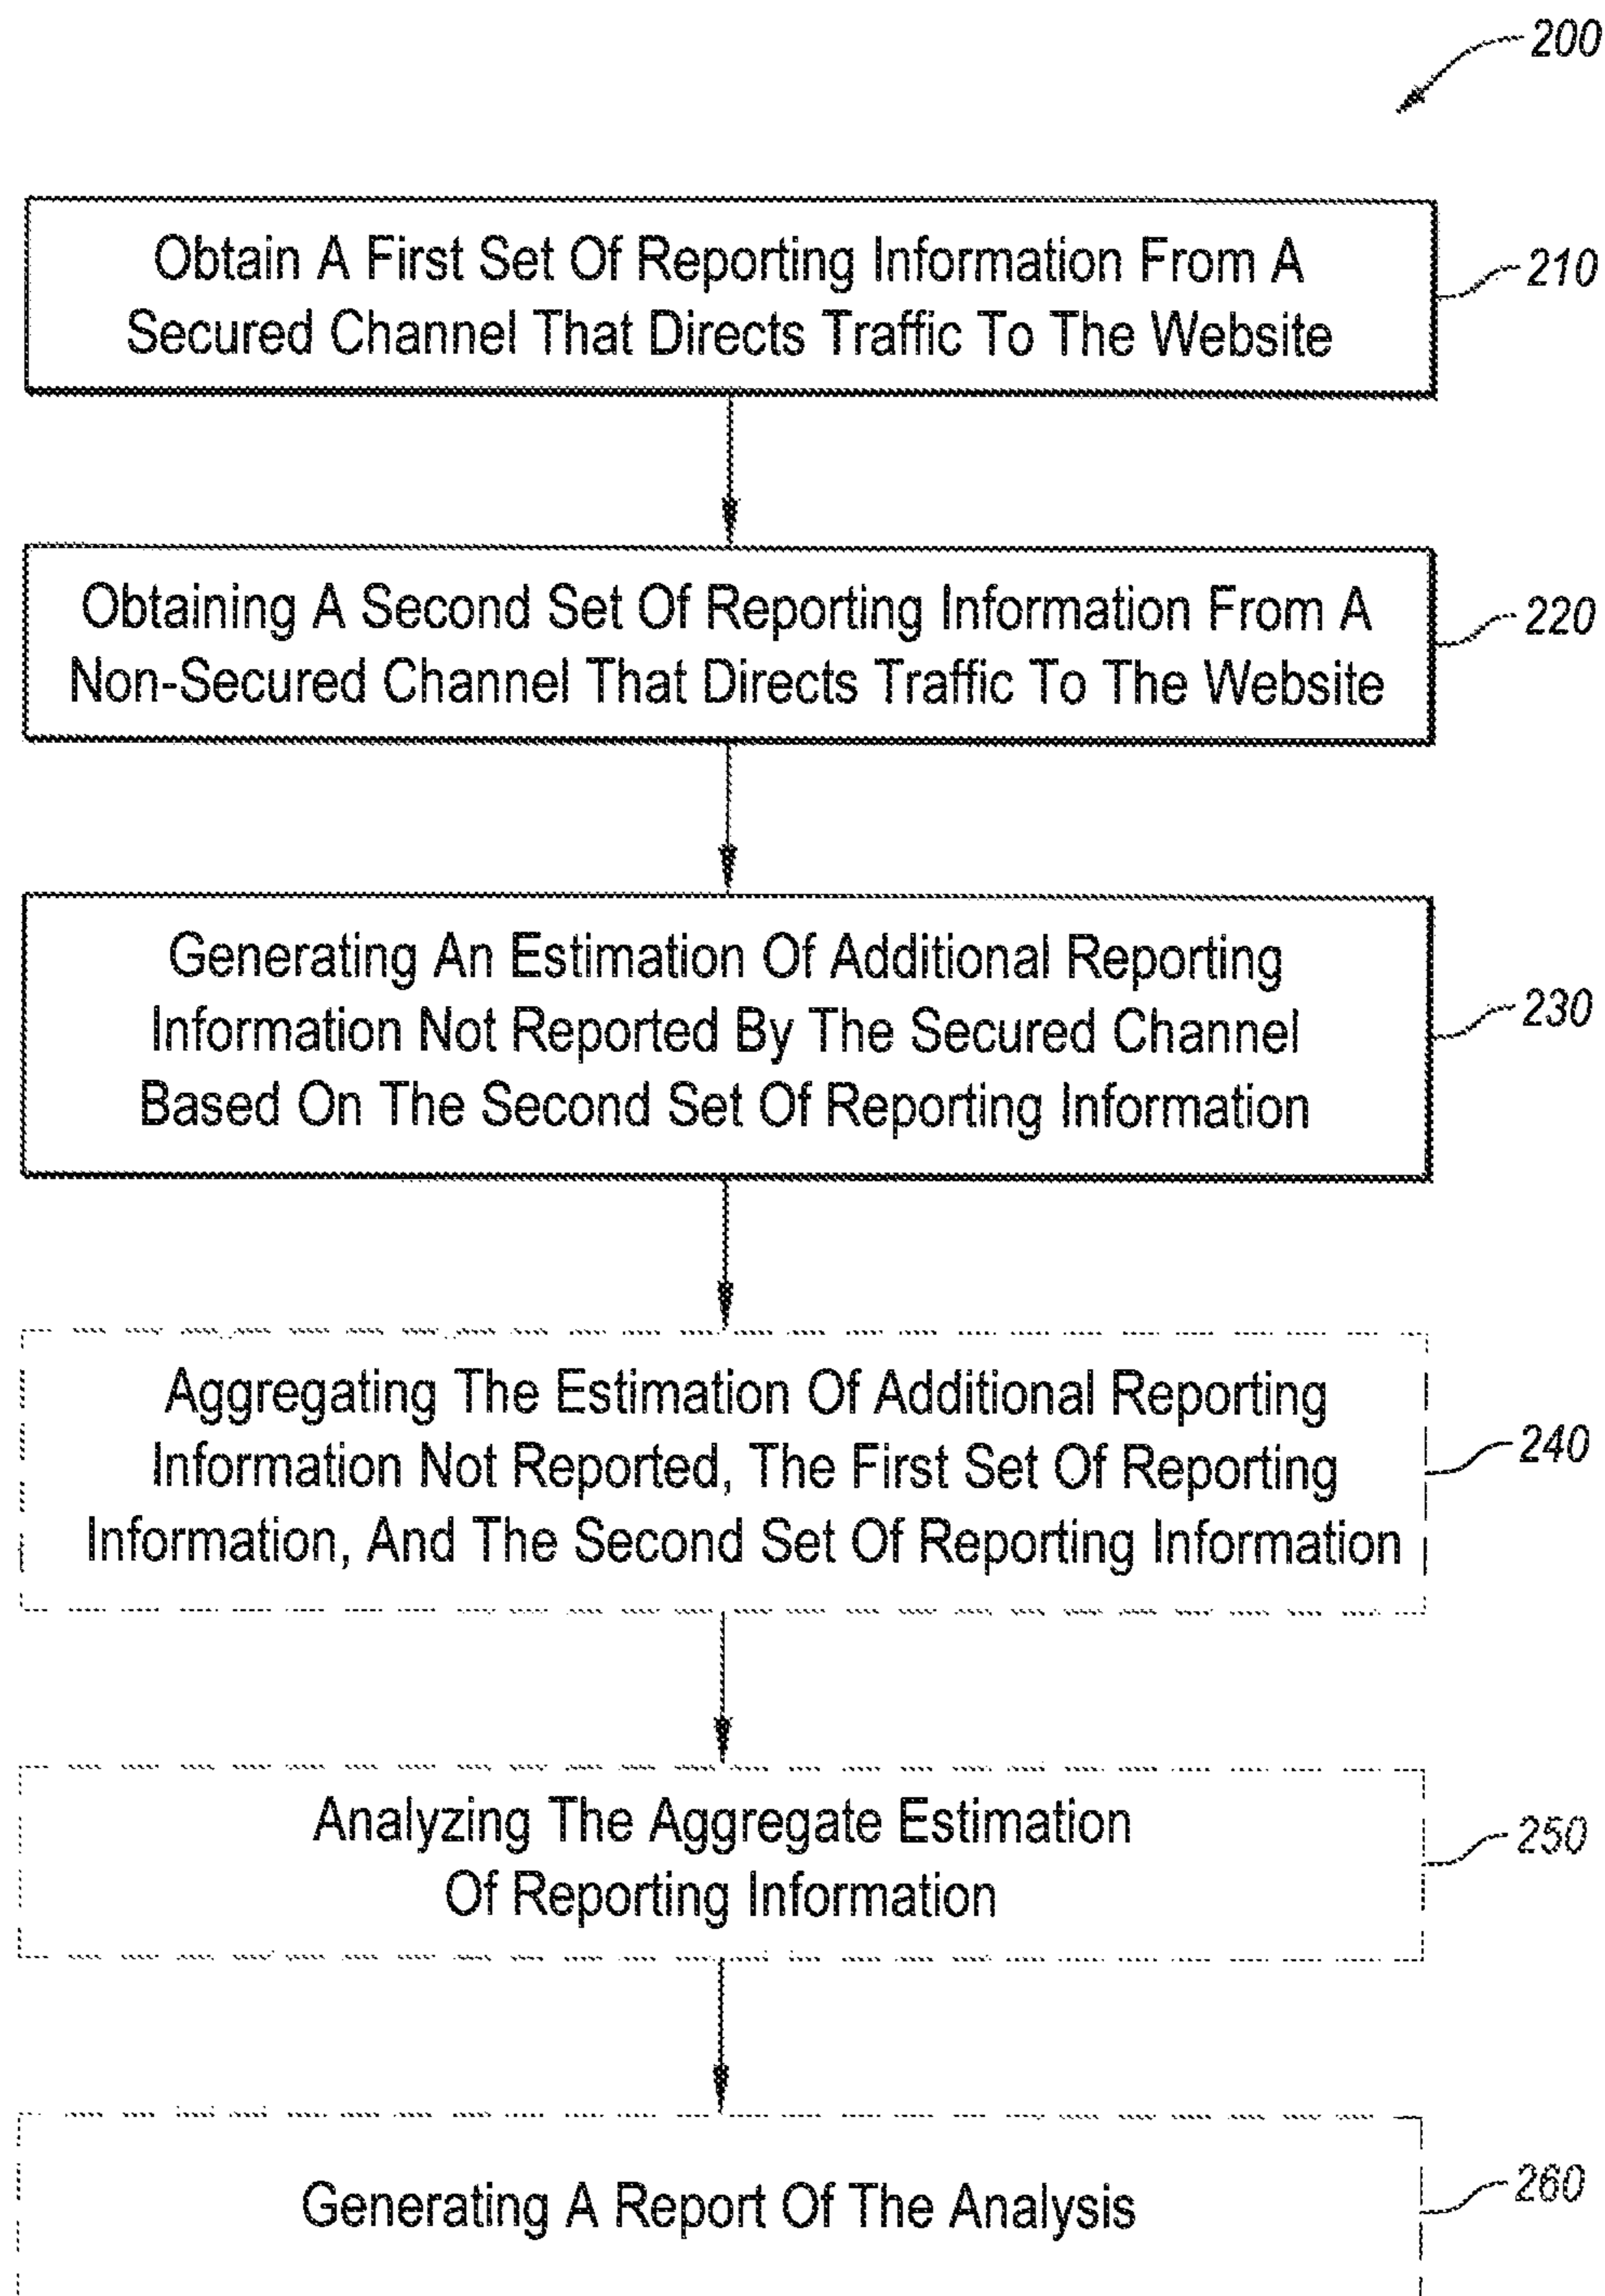 200
Obtain A First Set Of Reporting Information From A
Secured Channel That Directs Traffic To The Website
210
Obtaining A Second Set Of Reporting Information From A
Non-Secured Channel That Directs Traffic To The Website
220
Generating An Estimation Of Additional Reporting
Information Not Reported By The Secured Channel
Based On The Second Set Of Reporting Information
230
Aggregating The Estimation Of Additional Reporting
Information Not Reported, The First Set Of Reporting
Information, And The Second Set Of Reporting Information
240
Analyzing The Aggregate Estimation
Of Reporting Information
250
Generating A Report Of The Analysis
260